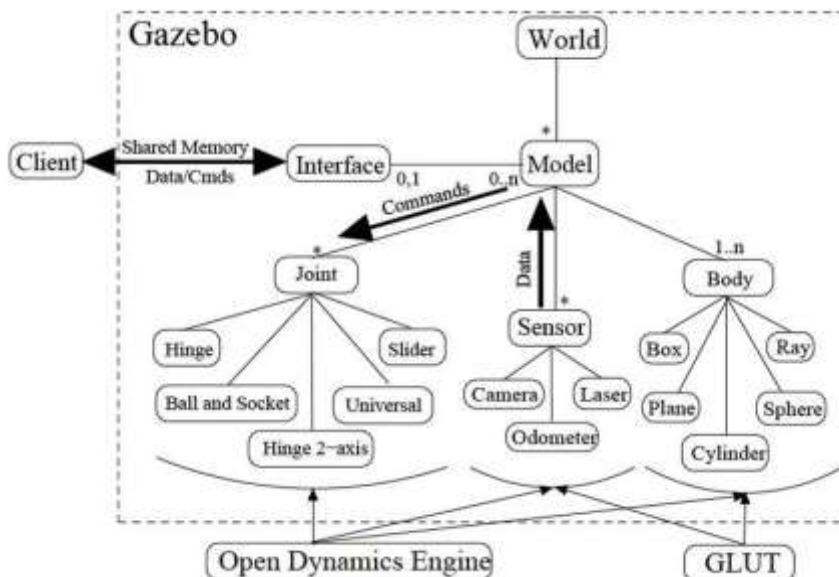 Gazebo
World
*
Client
Shared Memory
Data/Cmds
Interface
0,1
0..n
Model
Commands
Data
*
Joint
*
Sensor
1..n
Body
Hinge
Slider
Ball and Socket
Universal
Hinge 2-axis
Camera
Laser
Odometer
Box
Ray
Plane
Sphere
Cylinder
Open Dynamics Engine
GLUT